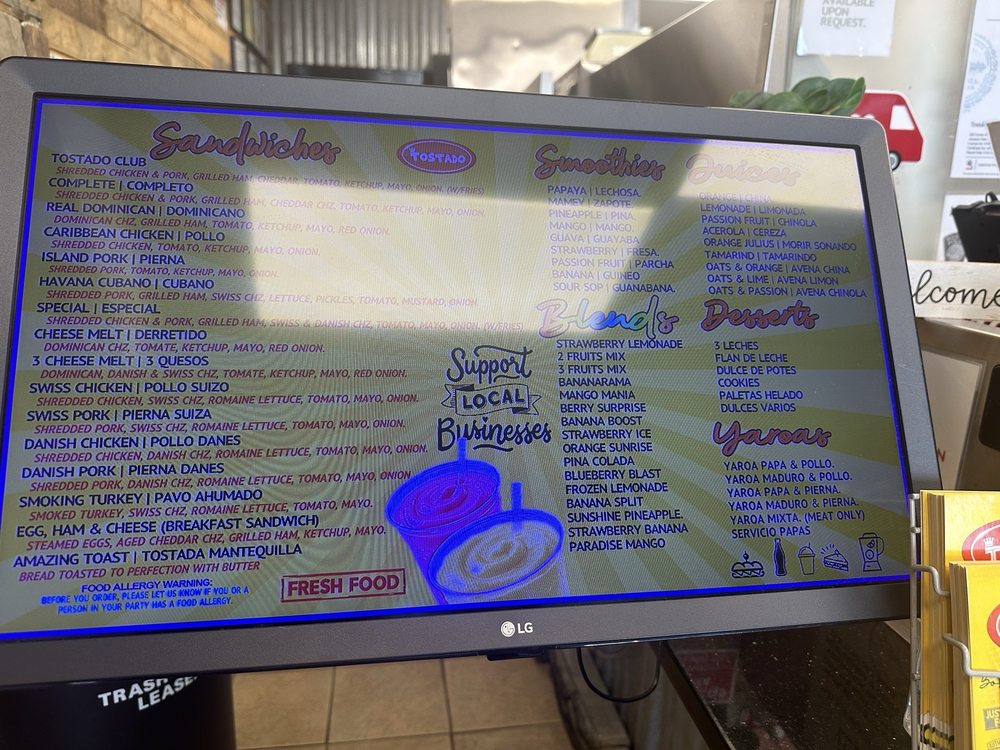 AVAILABLE
UPON
REQUEST.
Sandwiches
TOSTADO
TOSTADO CLUB
SHREDDED CHICKEN & PORK, GRILLED HAM, CHEDDAR, TOMATO, KETCHUP, MAYO, ONION. (W/FRIES)
COMPLETE | COMPLETO
SHREDDED CHICKEN & PORK, GRILLED HAM, CHEDDAR CHZ, TOMATO, KETCHUP, MAYO, ONION.
REAL DOMINICAN | DOMINICANO
DOMINICAN CHZ, GRILLED HAM, TOMATO, KETCHUP, MAYO, RED ONION.
CARIBBEAN CHICKEN | POLLO
SHREDDED CHICKEN, TOMATO, KETCHUP, MAYO, ONION.
ISLAND PORK | PIERNA
SHREDDED PORK, TOMATO, KETCHUP, MAYO, ONION.
HAVANA CUBANO | CUBANO
SHREDDED PORK, GRILLED HAM, SWISS CHZ, LETTUCE, PICKLES, TOMATO, MUSTARD, ONION
SPECIAL | ESPECIAL
SHREDDED CHICKEN & PORK, GRILLED HAM, SWISS & DANISH CHZ, TOMATO, KETCHUP, MAYO, ONION. (W/FRIES)
CHEESE MELT | DERRETIDO
DOMINICAN CHZ, TOMATE, KETCHUP, MAYO, RED ONION.
3 CHEESE MELT | 3 QUESOS
DOMINICAN, DANISH & SWISS CHZ, TOMATE, KETCHUP, MAYO, RED ONION.
SWISS CHICKEN | POLLO SUIZO
SHREDDED CHICKEN, SWISS CHZ, ROMAINE LETTUCE, TOMATO, MAYO, ONION.
SWISS PORK | PIERNA SUIZA
SHREDDED PORK, SWISS CHZ, ROMAINE LETTUCE, TOMATO, MAYO, ONION.
DANISH CHICKEN | POLLO DANES
SHREDDED CHICKEN, DANISH CHZ, ROMAINE LETTUCE, TOMATO, MAYO, ONION.
DANISH PORK | PIERNA DANES
SHREDDED PORK, DANISH CHZ, ROMAINE LETTUCE, TOMATO, MAYO, ONION
SMOKING TURKEY | PAVO AHUMADO
SMOKED TURKEY, SWISS CHZ, ROMAINE LETTUCE, TOMATO, MAYO.
EGG, HAM & CHEESE (BREAKFAST SANDWICH)
STEAMED EGGS, AGED CHEDDAR CHZ, GRILLED HAM, KETCHUP, MAYO.
AMAZING TOAST | TOSTADA MANTEQUILLA
BREAD TOASTED TO PERFECTION WITH BUTTER
FOOD ALLERGY WARNING:
BEFORE YOU ORDER, PLEASE LET US KNOW IF YOU OR A
PERSON IN YOUR PARTY HAS A FOOD ALLERGY.
FRESH FOOD
Support
LOCAL
Businesses
Smoothies
PAPAYA | LECHOSA.
MAMEY | ZAPOTE
PINEAPPLE | PINA.
MANGO | MANGO.
GUAVA | GUAYABA
STRAWBERRY | FRESA.
PASSION FRUIT | PARCHA
BANANA | GUINEO
SOUR SOP | GUANABANA.
Blends
STRAWBERRY LEMONADE
2 FRUITS MIX
3 FRUITS MIX
BANANARAMA
MANGO MANIA
BERRY SURPRISE
BANANA BOOST
STRAWBERRY ICE
ORANGE SUNRISE
PINA COLADA
BLUEBERRY BLAST
FROZEN LEMONADE
BANANA SPLIT
SUNSHINE PINEAPPLE.
STRAWBERRY BANANA
PARADISE MANGO
Juices
ORANGE | CHINA
LEMONADE | LIMONADA
PASSION FRUIT | CHINOLA
ACEROLA | CEREZA
ORANGE JULIUS | MORIR SONANDO
TAMARIND | TAMARINDO
OATS & ORANGE | AVENA CHINA
OATS & LIME | AVENA LIMON
OATS & PASSION | AVENA CHINOLA
Desserts
3 LECHES
FLAN DE LECHE
DULCE DE POTES
COOKIES
PALETAS HELADO
DULCES VARIOS
Yaroas
YAROA PAPA & POLLO.
YAROA MADURO & POLLO.
YAROA PAPA & PIERNA.
YAROA MADURO & PIERNA.
YAROA MIXTA. (MEAT ONLY)
SERVICIO PAPAS
LG
TRASH
LEASE
lcome